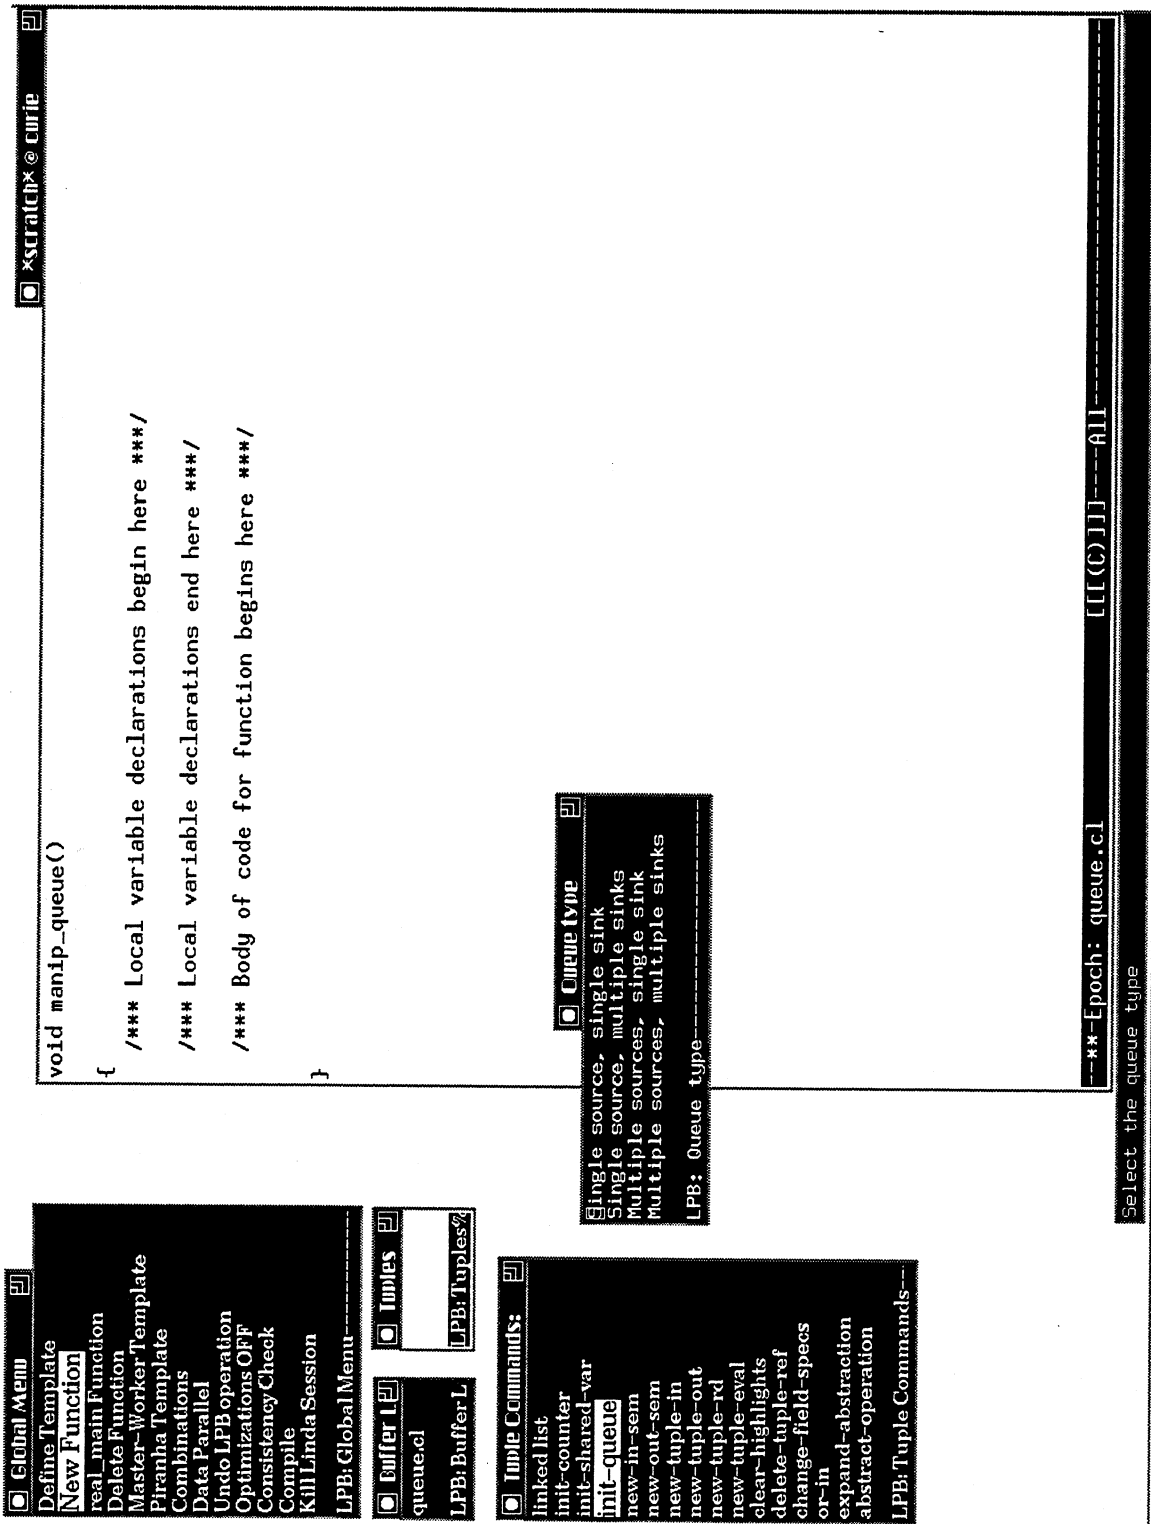 Global Menu
Define Template
New Function
real_main Function
Delete Function
Master-Worker Template
Piranha Template
Combinations
Data Parallel
Undo LPB operation
Optimizations OFF
Consistency Check
Compile
Kill Linda Session
LPB: Global Menu--------------
Buffer L
queue.cl
LPB: Buffer L
Tuples
LPB: Tuples%
Tuple Commands:
linked list
init-counter
init-shared-var
init-queue
new-in-sem
new-out-sem
new-tuple-in
new-tuple-out
new-tuple-rd
new-tuple-eval
clear-highlights
delete-tuple-ref
change-field-specs
or-in
expand-abstraction
abstract-operation
LPB: Tuple Commands---
*scratch* @ curie
void manip_queue()
{
/*** Local variable declarations begin here ***/
/*** Local variable declarations end here ***/
/*** Body of code for function begins here ***/
}
Queue type
Single source, single sink
Single source, multiple sinks
Multiple sources, single sink
Multiple sources, multiple sinks
LPB: Queue type--------------------
--**-Epoch: queue.cl [[[(C)]]]----All--------------------------------
Select the queue type